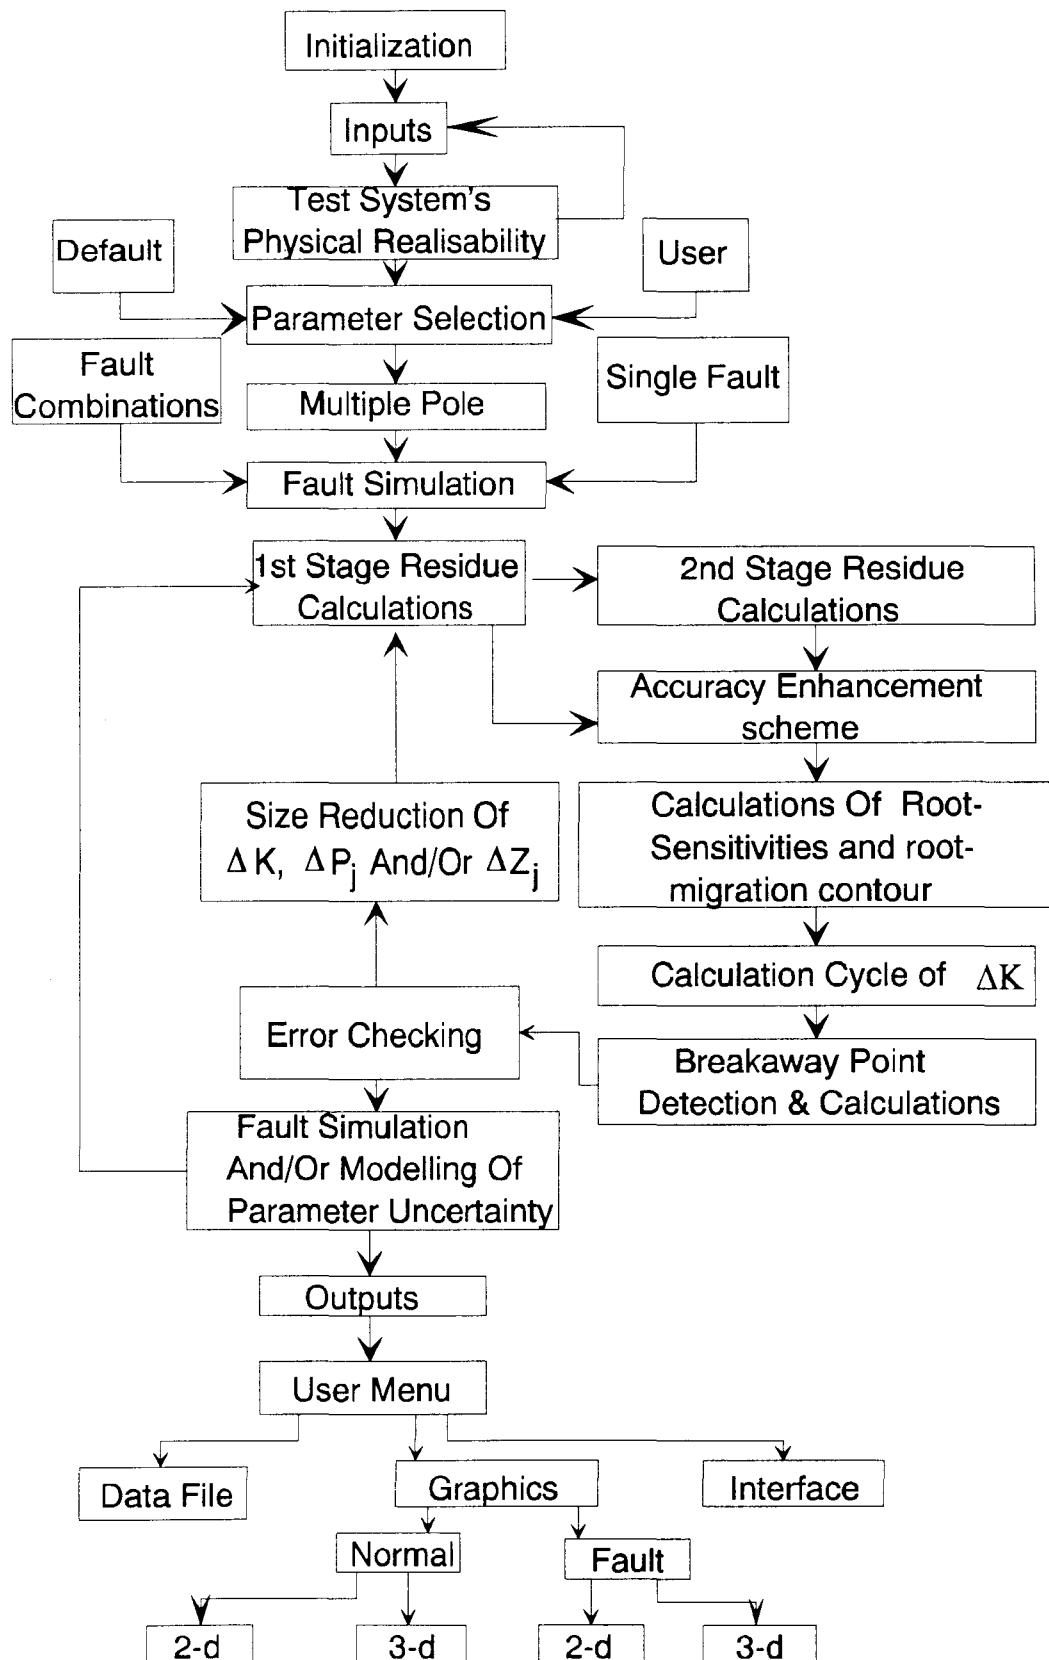 Initialization
Inputs
Test System's
Physical Realisability
Default
User
Parameter Selection
Fault
Combinations
Single Fault
Multiple Pole
Fault Simulation
1st Stage Residue
Calculations
2nd Stage Residue
Calculations
Accuracy Enhancement
scheme
Size Reduction Of
Δ K, Δ Pj And/Or Δ Zj
Calculations Of Root-
Sensitivities and root-
migration contour
Calculation Cycle of ΔK
Error Checking
Breakaway Point
Detection & Calculations
Fault Simulation
And/Or Modelling Of
Parameter Uncertainty
Outputs
User Menu
Data File
Graphics
Interface
Normal
Fault
2-d
3-d
2-d
3-d